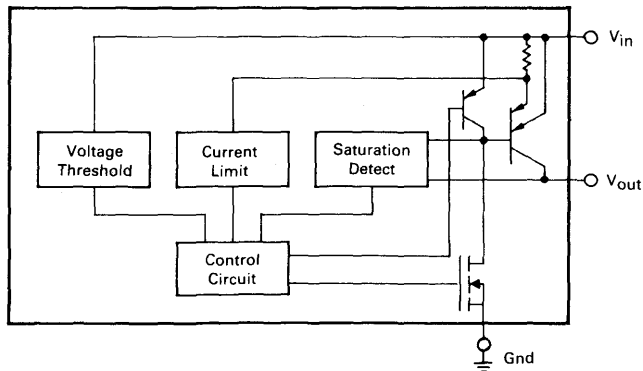 V_in
Voltage
Threshold
Current
Limit
Saturation
Detect
V_out
Control
Circuit
Gnd